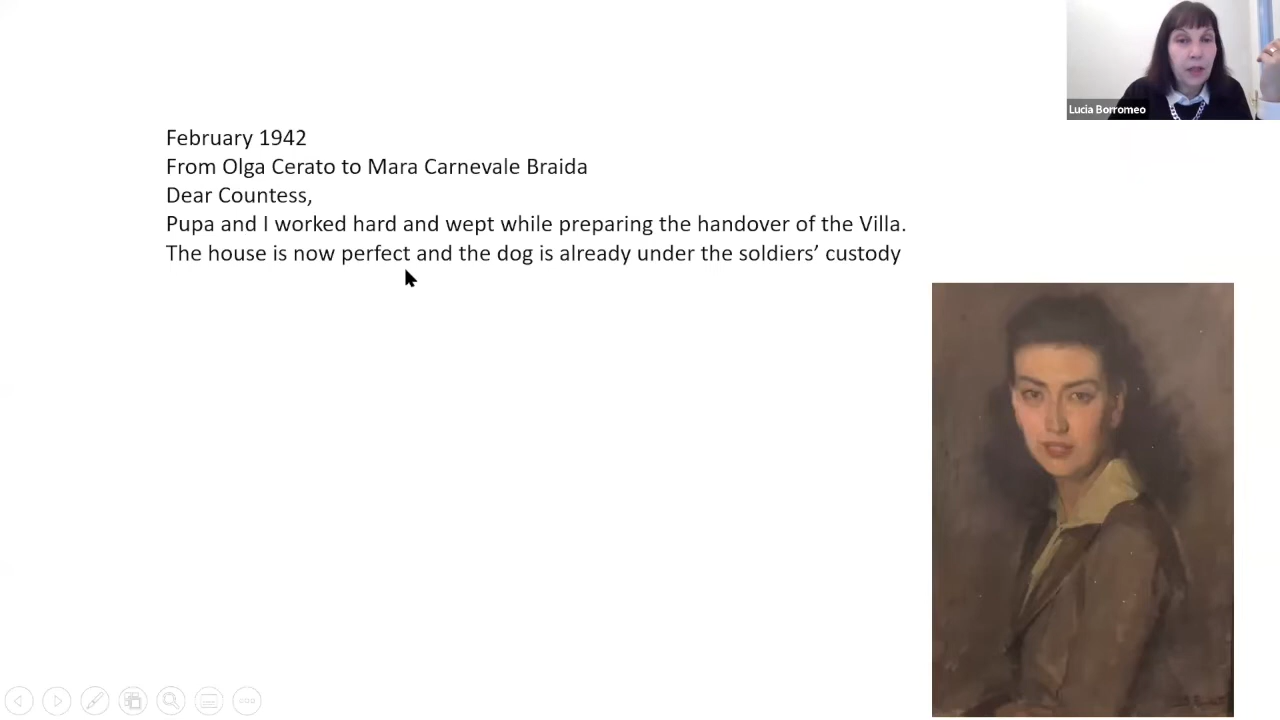 Lucia Borromeo
February 1942
From Olga Cerato to Mara Carnevale Braida
Dear Countess,
Pupa and I worked hard and wept while preparing the handover of the Villa.
The house is now perfect and the dog is already under the soldiers’ custody